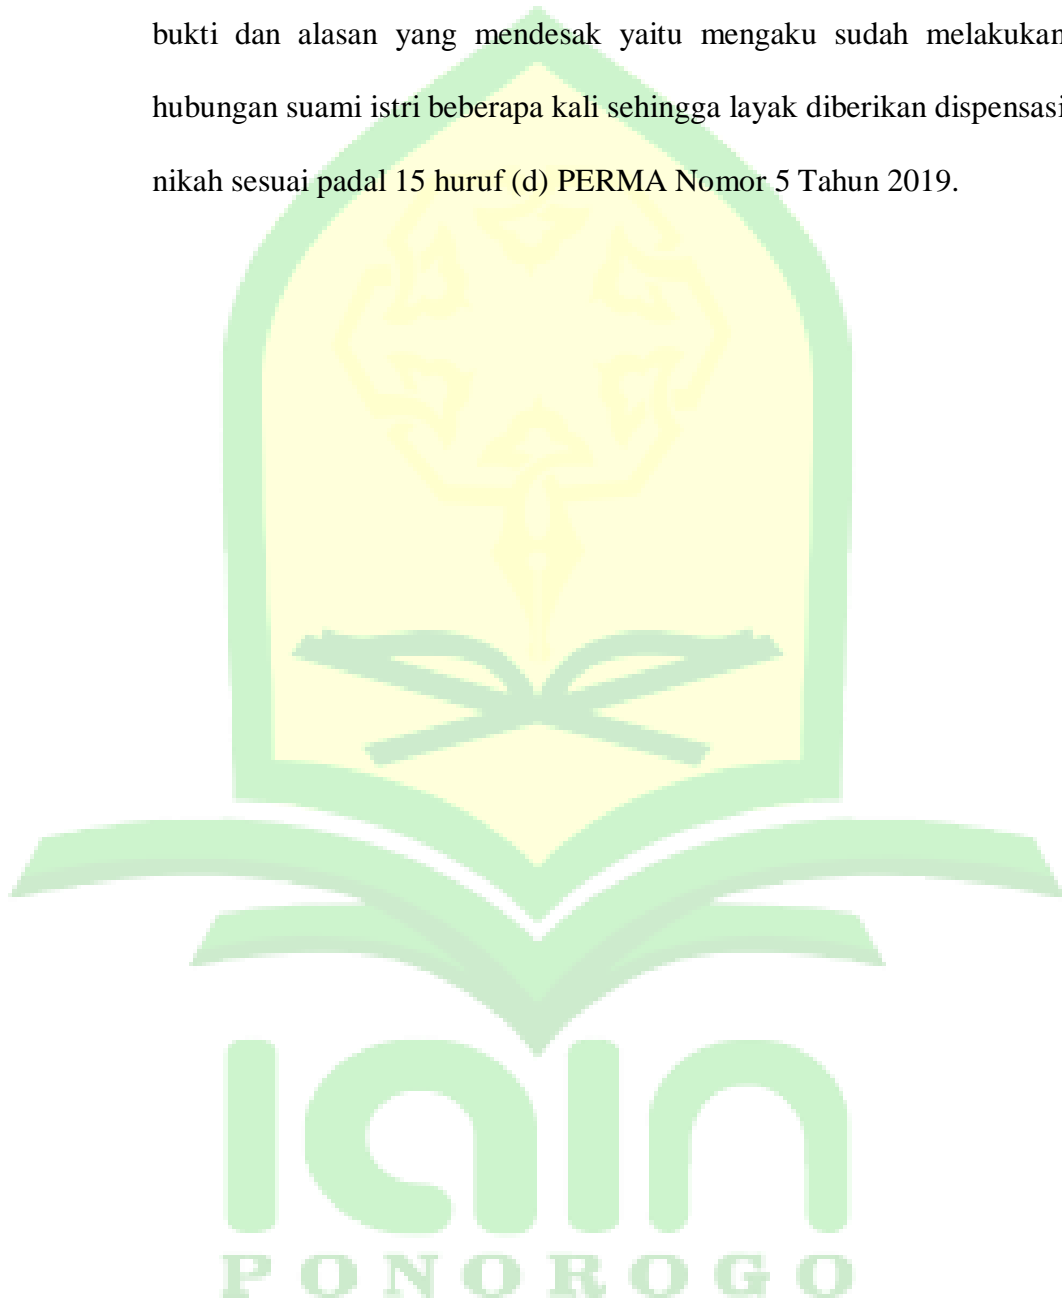 bukti dan alasan yang mendesak yaitu mengaku sudah melakukan
hubungan suami istri beberapa kali sehingga layak diberikan dispensasi
nikah sesuai padal 15 huruf (d) PERMA Nomor 5 Tahun 2019.
iain
PONOROGO